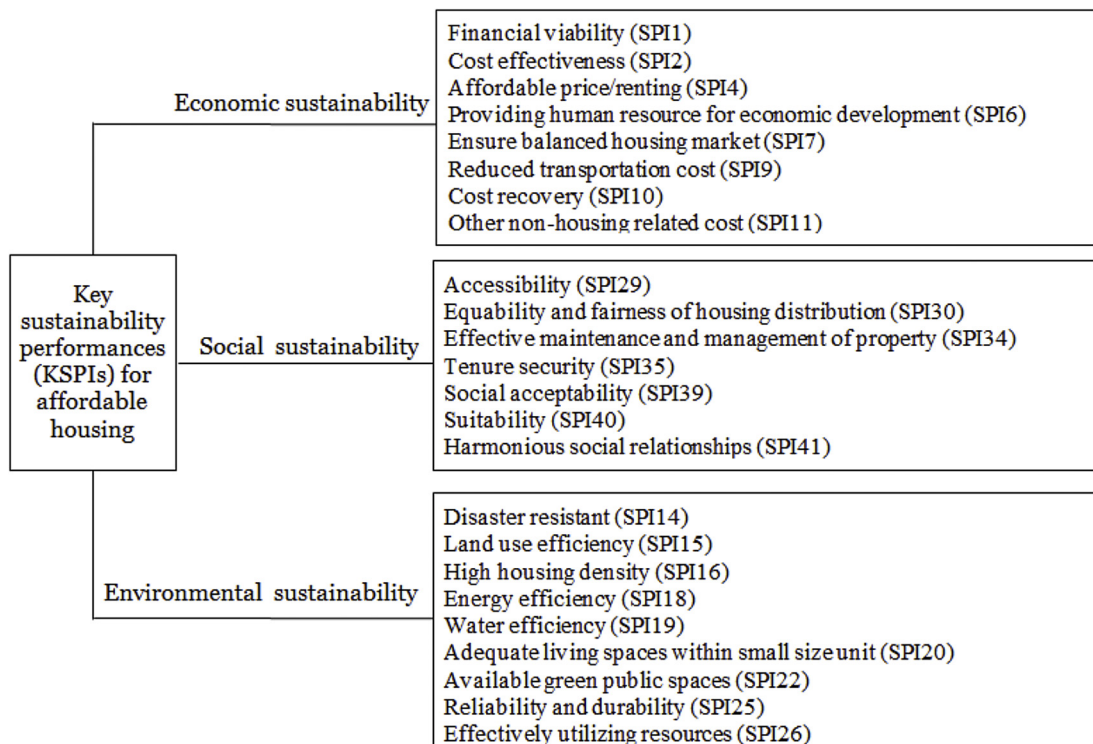 Key
sustainability
performances
(KSPIs) for
affordable
housing
Economic sustainability
Financial viability (SPI1)
Cost effectiveness (SPI2)
Affordable price/renting (SPI4)
Providing human resource for economic development (SPI6)
Ensure balanced housing market (SPI7)
Reduced transportation cost (SPI9)
Cost recovery (SPI10)
Other non-housing related cost (SPI11)
Social sustainability
Accessibility (SPI29)
Equability and fairness of housing distribution (SPI30)
Effective maintenance and management of property (SPI34)
Tenure security (SPI35)
Social acceptability (SPI39)
Suitability (SPI40)
Harmonious social relationships (SPI41)
Environmental sustainability
Disaster resistant (SPI14)
Land use efficiency (SPI15)
High housing density (SPI16)
Energy efficiency (SPI18)
Water efficiency (SPI19)
Adequate living spaces within small size unit (SPI20)
Available green public spaces (SPI22)
Reliability and durability (SPI25)
Effectively utilizing resources (SPI26)